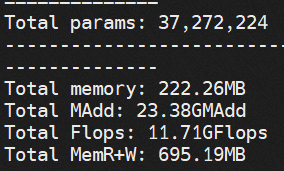 Total params: 37,272,224
----------------------------
---------------
Total memory: 222.26MB
Total MAdd: 23.38GMAdd
Total Flops: 11.71GFlops
Total MemR+W: 695.19MB